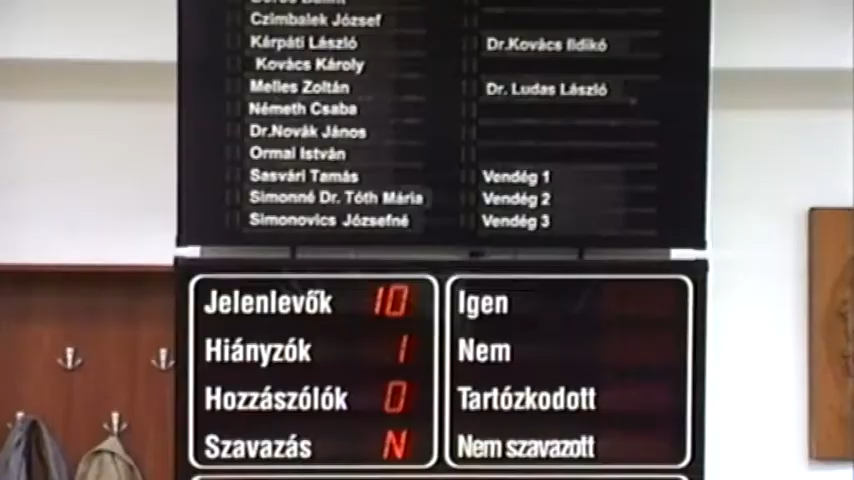 Czimbalek József
Kárpáti László
Kovács Károly
Melles Zoltán
Németh Csaba
Dr.Novák János
Ormai István
Sasvári Tamás
Simonné Dr. Tóth Mária
Simonovics Józsefné
Dr.Kovács Ildikó
Dr. Ludas László
Vendég 1
Vendég 2
Vendég 3
Jelenlevők 10
Hiányzók 1
Hozzászólók 0
Szavazás N
Igen
Nem
Tartózkodott
Nem szavazott